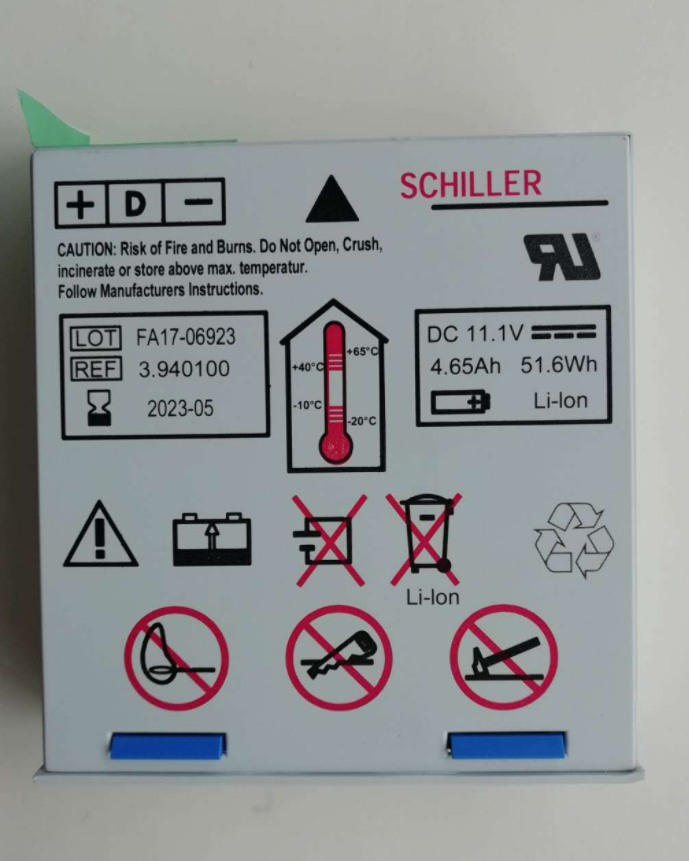 + D −
SCHILLER
CAUTION: Risk of Fire and Burns. Do Not Open, Crush,
incinerate or store above max. temperatur.
Follow Manufacturers Instructions.
LOT FA17-06923
REF 3.940100
2023-05
+65°C
+40°C
-10°C
-20°C
DC 11.1V
4.65Ah 51.6Wh
Li-Ion
Li-Ion